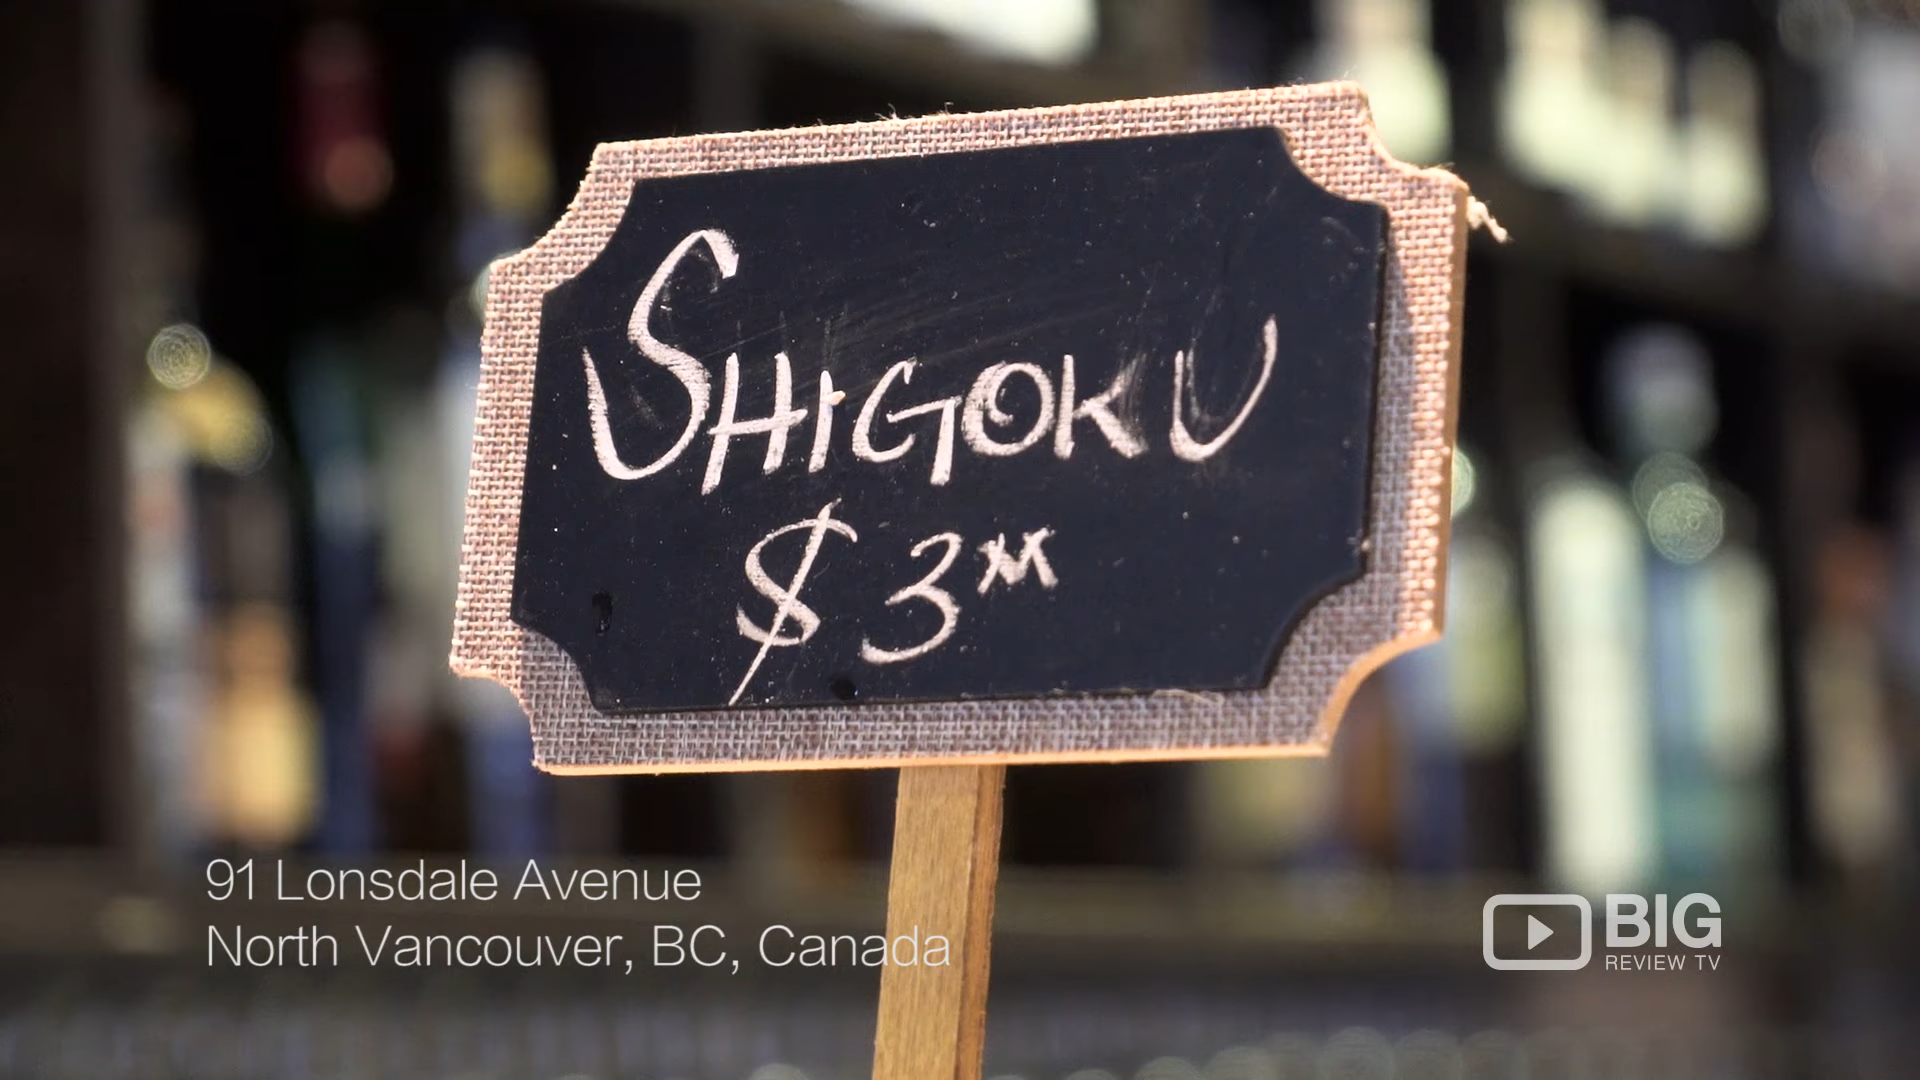 SHIGOKU
$3
91 Lonsdale Avenue
North Vancouver, BC, Canada
BIG
REVIEW TV